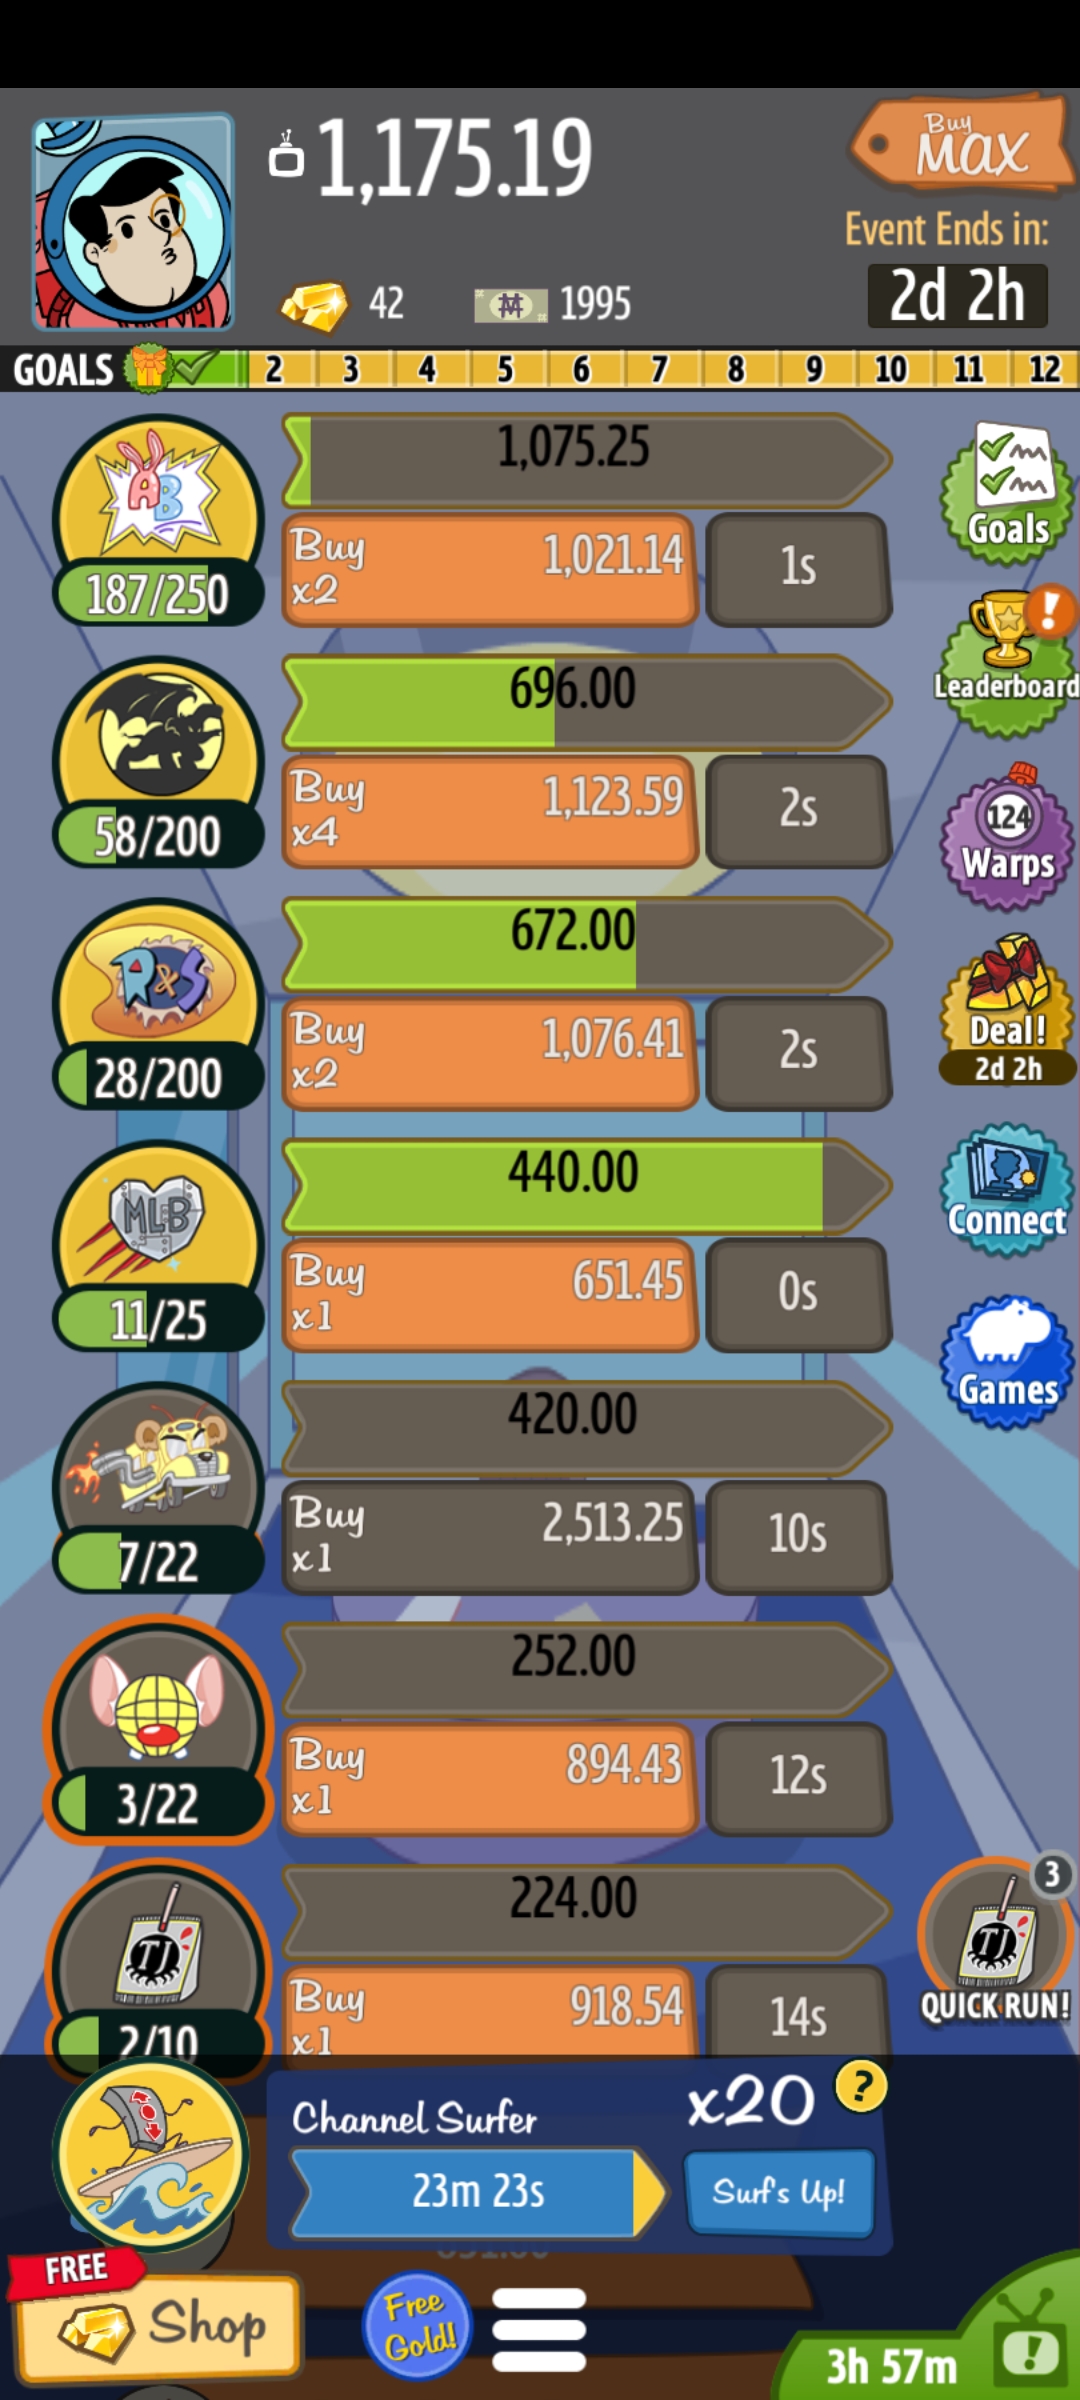 1,175.19
Buy
MAX
Event Ends in:
2d 2h
42
1995
GOALS 2 3 4 5 6 7 8 9 10 11 12
AB
1,075.25
187/250
Buy
x2
1,021.14
1s
Goals
696.00
58/200
Buy
x4
1,123.59
2s
!
Leaderboard
124
Warps
R&S
672.00
28/200
Buy
x2
1,076.41
2s
Deal!
2d 2h
MLB
440.00
11/25
Buy
x1
651.45
0s
Connect
Games
420.00
7/22
Buy
x1
2,513.25
10s
252.00
3/22
Buy
x1
894.43
12s
TJ
224.00
2/10
Buy
x1
918.54
14s
3
TJ
QUICK RUN!
Channel Surfer
x20
?
23m 23s
Surf's Up!
FREE
Shop
Free
Gold!
3h 57m
!